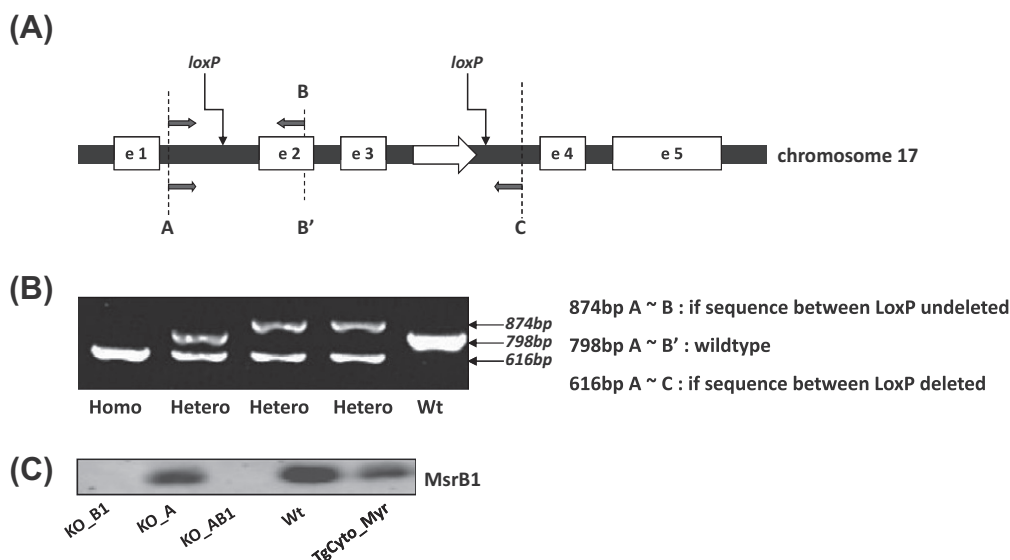 (A)
loxP
loxP
B
e 1
e 2
e 3
e 4
e 5
chromosome 17
A
B’
C
(B)
874bp
798bp
616bp
874bp A ~ B : if sequence between LoxP undeleted
798bp A ~ B’ : wildtype
616bp A ~ C : if sequence between LoxP deleted
Homo
Hetero
Hetero
Hetero
Wt
(C)
MsrB1
KO_B1
KO_A
KO_AB1
Wt
TgCyto_Myr